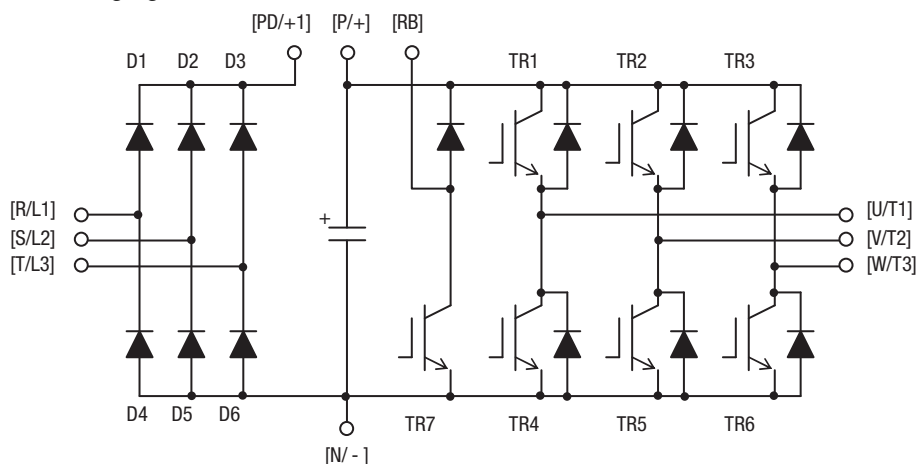 [PD/+1] [P/+] [RB]
D1 D2 D3 TR1 TR2 TR3
[R/L1]
[S/L2]
[T/L3]
+
[U/T1]
[V/T2]
[W/T3]
D4 D5 D6 TR7 TR4 TR5 TR6
[N/ - ]